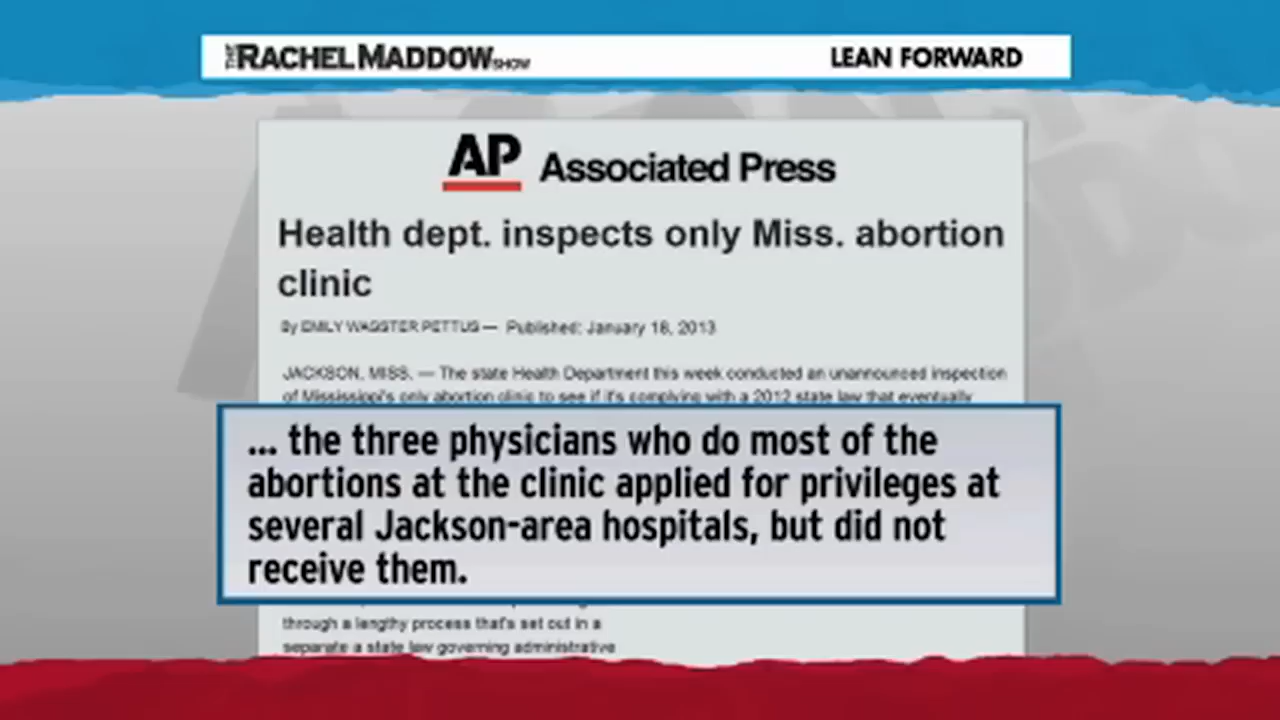 THE RACHEL MADDOW SHOW
LEAN FORWARD
AP Associated Press
Health dept. inspects only Miss. abortion
clinic
By EMILY WAGSTER PETTUS — Published: January 18, 2013
JACKSON, MISS. — The state Health Department this week conducted an unannounced inspection
of Mississippi's only abortion clinic to see if it's complying with a 2012 state law that eventually
... the three physicians who do most of the
abortions at the clinic applied for privileges at
several Jackson-area hospitals, but did not
receive them.
through a lengthy process that's set out in a
separate a state law governing administrative